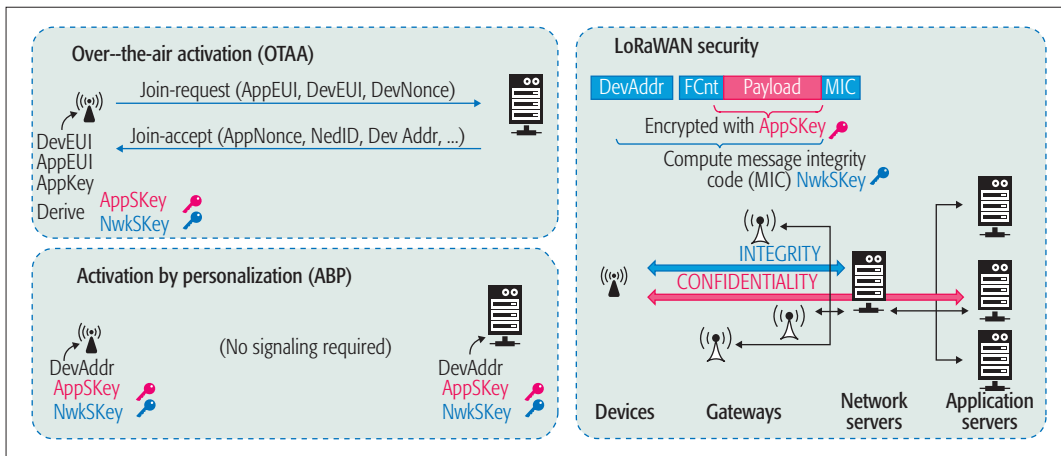 Over--the-air activation (OTAA)
Join-request (AppEUI, DevEUI, DevNonce)
Join-accept (AppNonce, NedID, Dev Addr, ...)
DevEUI
AppEUI
AppKey
Derive AppSKey
NwkSKey
Activation by personalization (ABP)
(No signaling required)
DevAddr
AppSKey
NwkSKey
DevAddr
AppSKey
NwkSKey
LoRaWAN security
DevAddr FCnt Payload MIC
Encrypted with AppSKey
Compute message integrity
code (MIC) NwkSKey
INTEGRITY
CONFIDENTIALITY
Devices Gateways Network servers Application servers